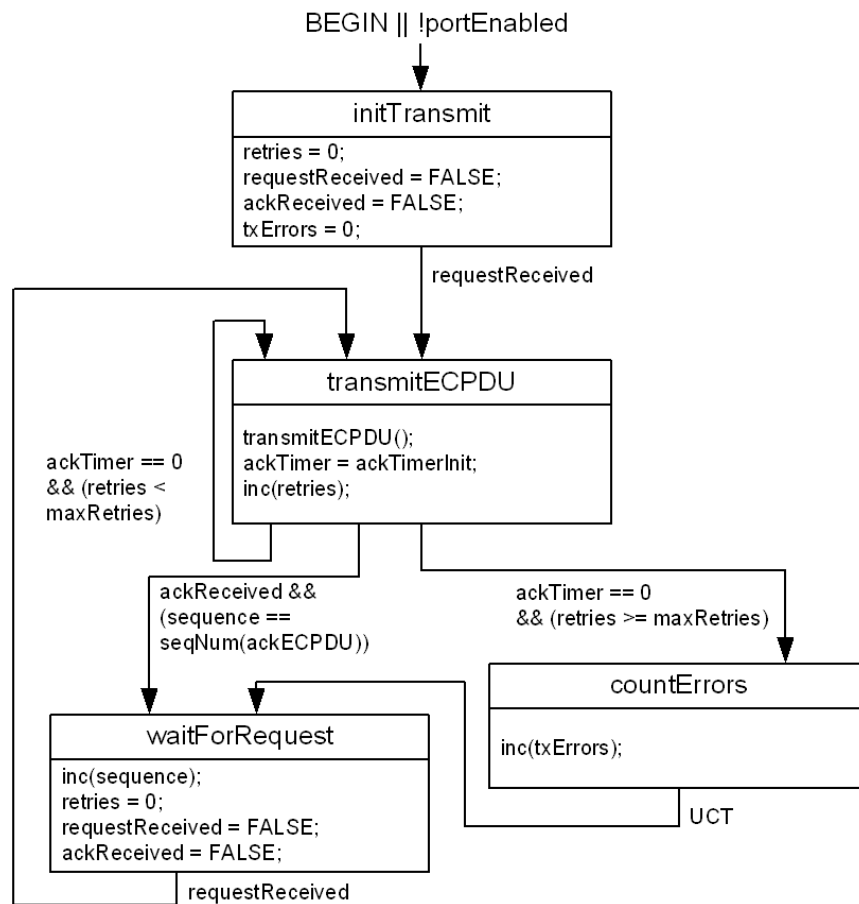 BEGIN || !portEnabled
initTransmit
retries = 0;
requestReceived = FALSE;
ackReceived = FALSE;
txErrors = 0;
requestReceived
transmitECPDU
transmitECPDU();
ackTimer = ackTimerInit;
inc(retries);
ackTimer == 0
&& (retries <
maxRetries)
ackReceived &&
(sequence ==
seqNum(ackECPDU))
ackTimer == 0
&& (retries >= maxRetries)
countErrors
inc(txErrors);
UCT
waitForRequest
inc(sequence);
retries = 0;
requestReceived = FALSE;
ackReceived = FALSE;
requestReceived